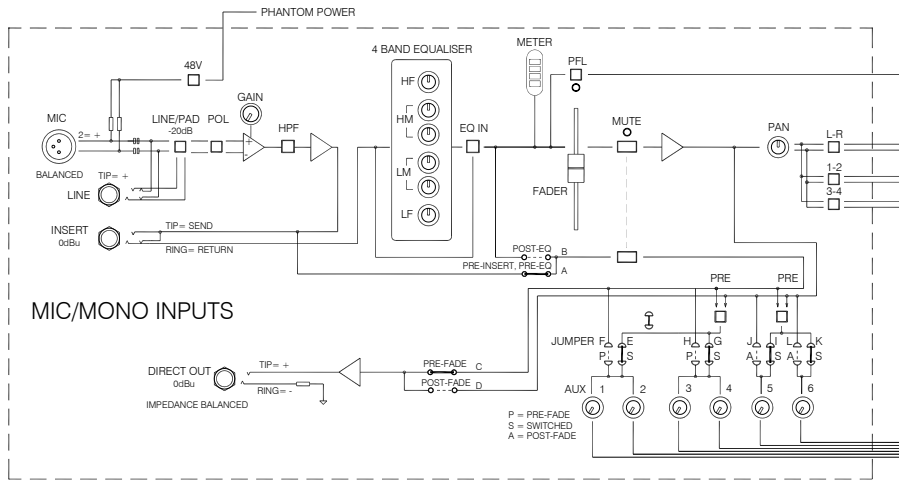 PHANTOM POWER
METER
4 BAND EQUALISER
48V
PFL
HF
GAIN
MIC
LINE/PAD
-20dB
POL
HPF
HM
EQ IN
MUTE
PAN
L-R
2= +
+
-
BALANCED
TIP= +
LM
1-2
LINE
FADER
3-4
LF
INSERT
0dBu
TIP= SEND
RING= RETURN
POST-EQ
B
PRE-INSERT, PRE-EQ
A
PRE
PRE
MIC/MONO INPUTS
JUMPER
F
E
H
G
J
I
L
K
P
S
P
S
A
S
A
S
DIRECT OUT
0dBu
TIP= +
PRE-FADE
C
POST-FADE
D
RING= -
AUX
1
2
3
4
5
6
IMPEDANCE BALANCED
P = PRE-FADE
S = SWITCHED
A = POST-FADE